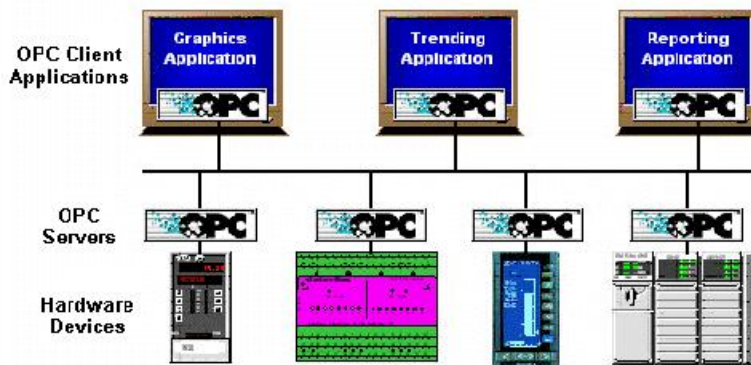 OPC Client
Applications
Graphics
Application
OPC
Trending
Application
OPC
Reporting
Application
OPC
OPC
Servers
OPC
OPC
OPC
OPC
Hardware
Devices